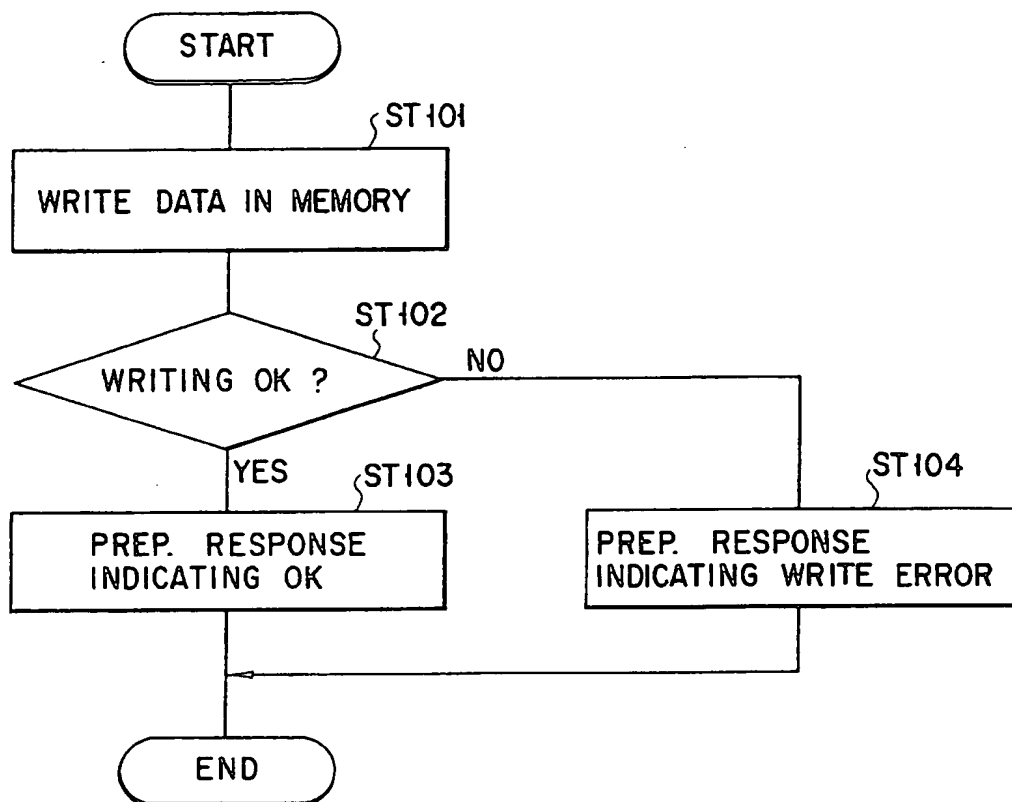 START
ST101
WRITE DATA IN MEMORY
ST102
WRITING OK ?
NO
YES
ST103
PREP. RESPONSE
INDICATING OK
ST104
PREP. RESPONSE
INDICATING WRITE ERROR
END